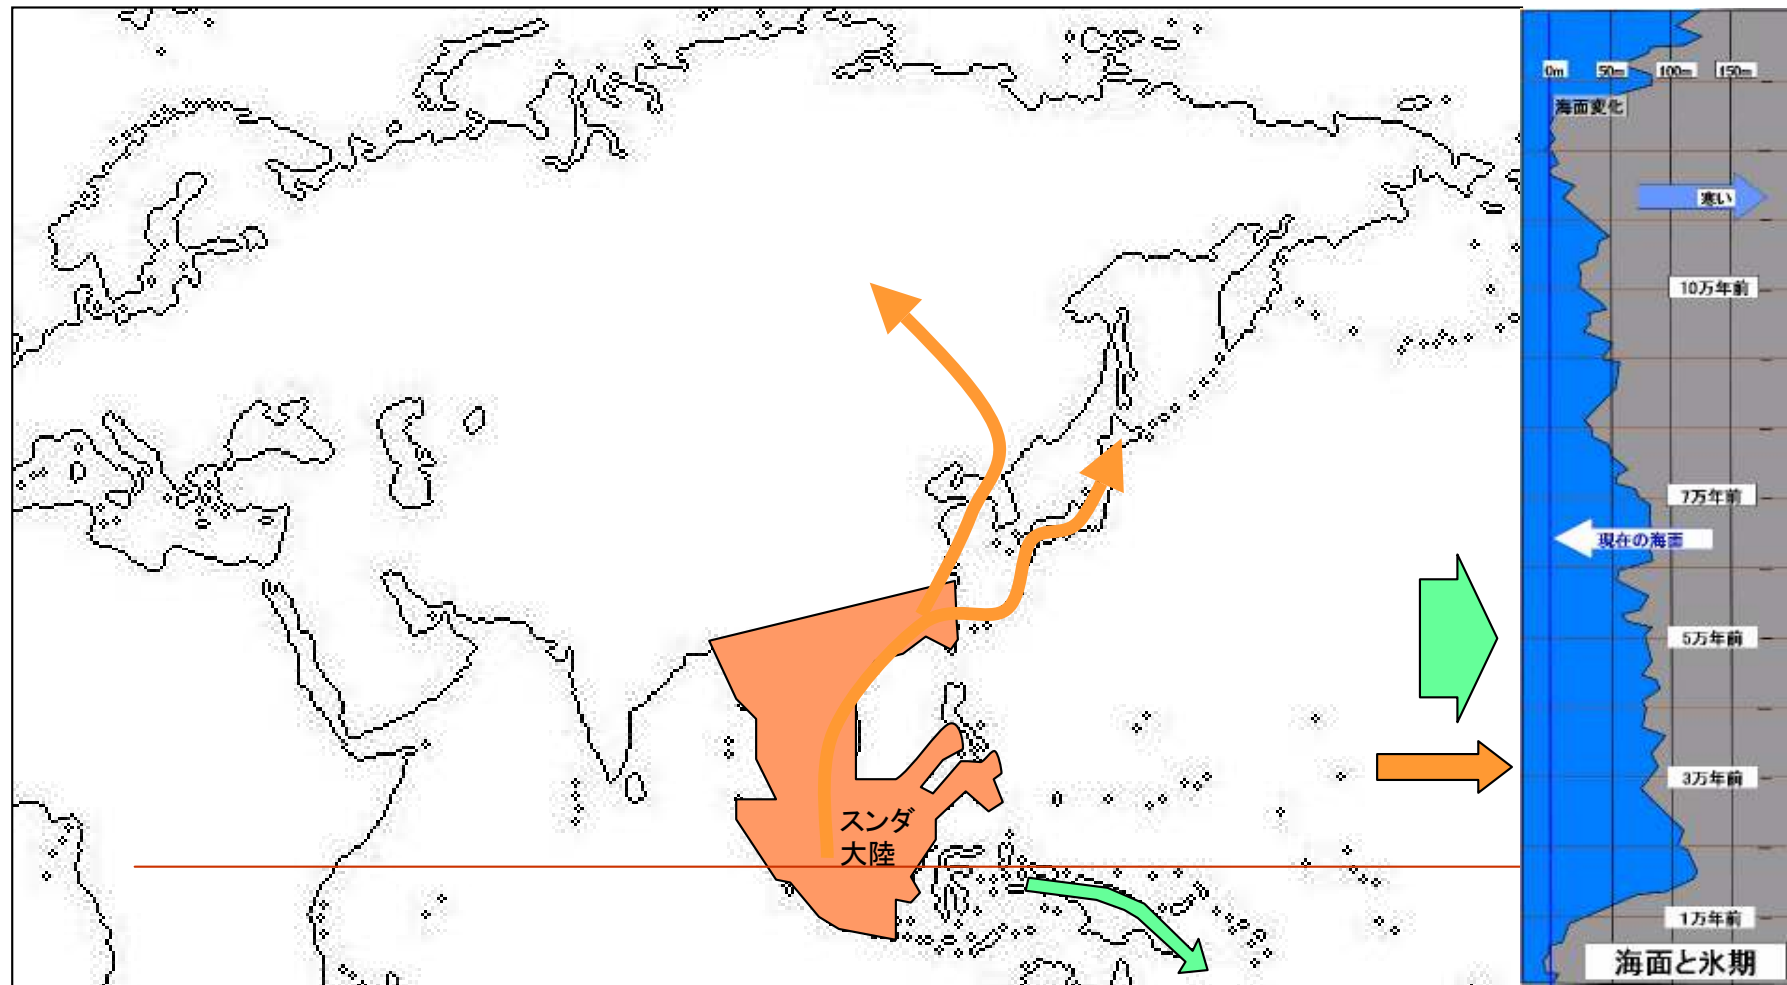 0m 50m 100m 150m
海面変化
寒い
10万年前
7万年前
現在の海面
5万年前
3万年前
スンダ
大陸
1万年前
海面と氷期